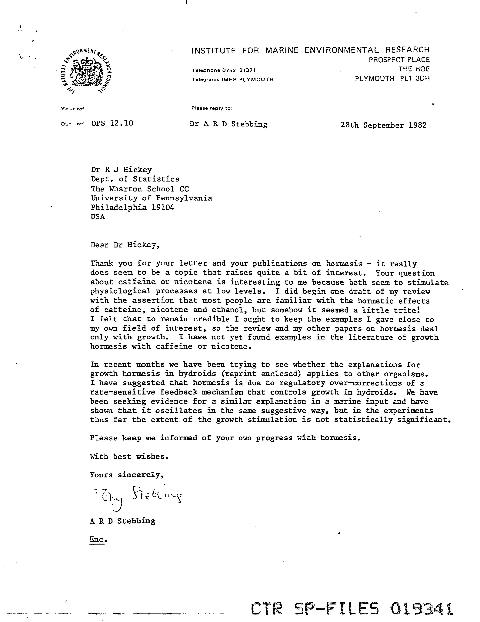 INSTITUTE FOR MARINE ENVIRONMENTAL RESEARCH
PROSPECT PLACE
THE HOE
PLYMOUTH PL1 3DH
Telephone
Telegrams IMER PLYMOUTH
Your ref
Please reply to:
Our ref OPS 12.10
Dr A R D Stebbing
28th September 1982
Dr R J Hickey
Dept. of Statistics
The Wharton School CC
University of Pennsylvania
Philadelphia 19204
USA
Dear Dr Hickey,
Thank you for your letter and your publications on hormesis - it really
does seem to be a topic that raises quite a bit of interest. Your question
about caffeine or nicotene is interesting to me because both seem to stimulate
physiological processes at low levels. I did begin one draft of my review
with the assertion that most people are familiar with the hormetic effects
of caffeine, nicotene and ethanol, but somehow it seemed a little trite!
I felt that to remain credible I ought to keep the examples I gave close to
my own field of interest, so the review and my other papers on hormesis deal
only with growth. I have not yet found examples in the literature of growth
hormesis with caffeine or nicotene.
In recent months we have been trying to see whether the explanations for
growth hormesis in hydroids (reprint enclosed) applies to other organisms.
I have suggested that hormesis is due to regulatory over-corrections of a
rate-sensitive feedback mechanism that controls growth in hydroids. We have
been seeking evidence for a similar explanation in a marine input and have
shown that it oscillates in the same suggestive way, but in the experiments
thus far the extent of the growth stimulation is not statistically significant.
Please keep me informed of your own progress with hormesis.
With best wishes.
Yours sincerely,
Tony Stebbing
A R D Stebbing
Enc.
CTR SP-FILES 019341